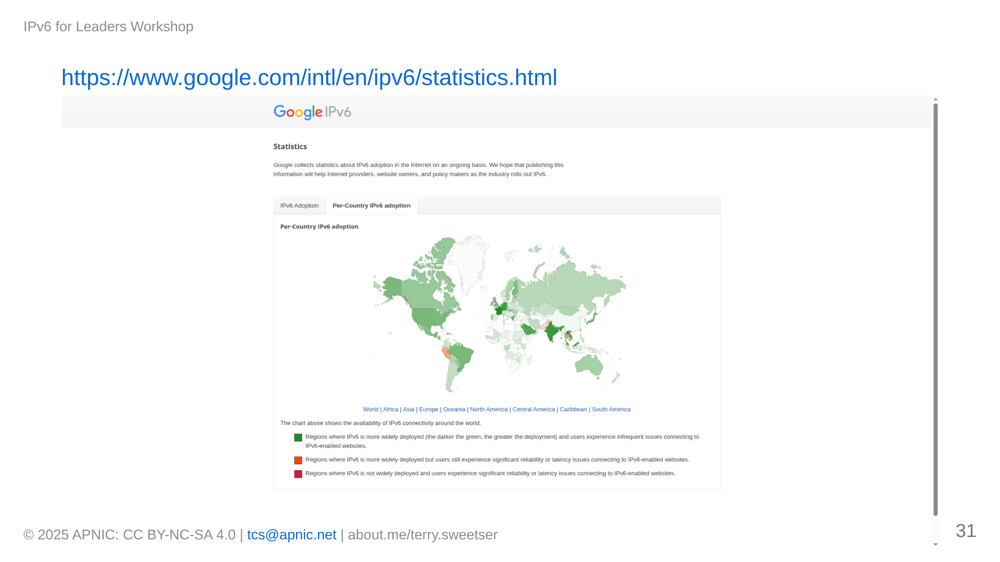 IPv6 for Leaders Workshop
https://www.google.com/intl/en/ipv6/statistics.html
Google IPv6
Statistics
Google collects statistics about IPv6 adoption in the Internet on an ongoing basis. We hope that publishing this
information will help Internet providers, website owners, and policy makers as the industry rolls out IPv6.
IPv6 Adoption Per-Country IPv6 adoption
Per-Country IPv6 adoption
World | Africa | Asia | Europe | Oceania | North America | Central America | Caribbean | South America
The chart above shows the availability of IPv6 connectivity around the world.
Regions where IPv6 is more widely deployed (the darker the green, the greater the deployment) and users experience infrequent issues connecting to
IPv6-enabled websites.
Regions where IPv6 is more widely deployed but users still experience significant reliability or latency issues connecting to IPv6-enabled websites.
Regions where IPv6 is not widely deployed and users experience significant reliability or latency issues connecting to IPv6-enabled websites.
© 2025 APNIC: CC BY-NC-SA 4.0 | tcs@apnic.net | about.me/terry.sweetser
31